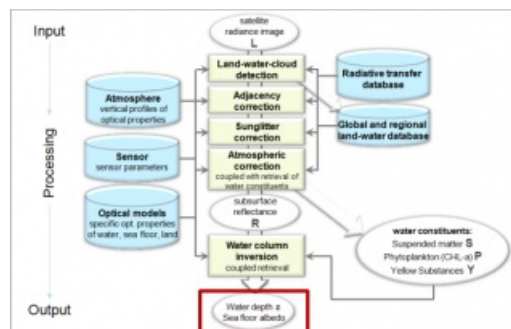 Input
Processing
Output
satellite
radiance image
L
Land-water-cloud
detection
Adjacency
correction
Sunglitter
correction
Atmospheric
correction
coupled with retrieval of
water constituents
subsurface
reflectance
R
Water column
inversion
coupled retrieval
Water depth z
Sea floor albedo
Atmosphere
vertical profiles of
optical properties
Sensor
sensor parameters
Optical models
specific opt. properties
of water, sea floor, land
Radiative transfer
database
Global and regional
land-water database
water constituents:
Suspended matter S
Phytoplankton (CHL-a) P
Yellow Substances Y